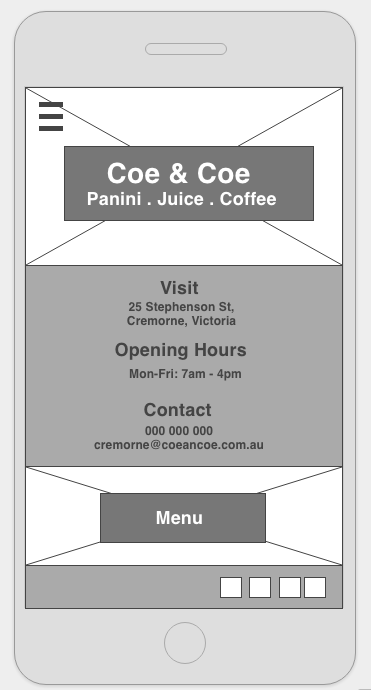 Coe & Coe
Panini . Juice . Coffee
Visit
25 Stephenson St,
Cremorne, Victoria
Opening Hours
Mon-Fri: 7am - 4pm
Contact
000 000 000
cremorne@coeancoe.com.au
Menu